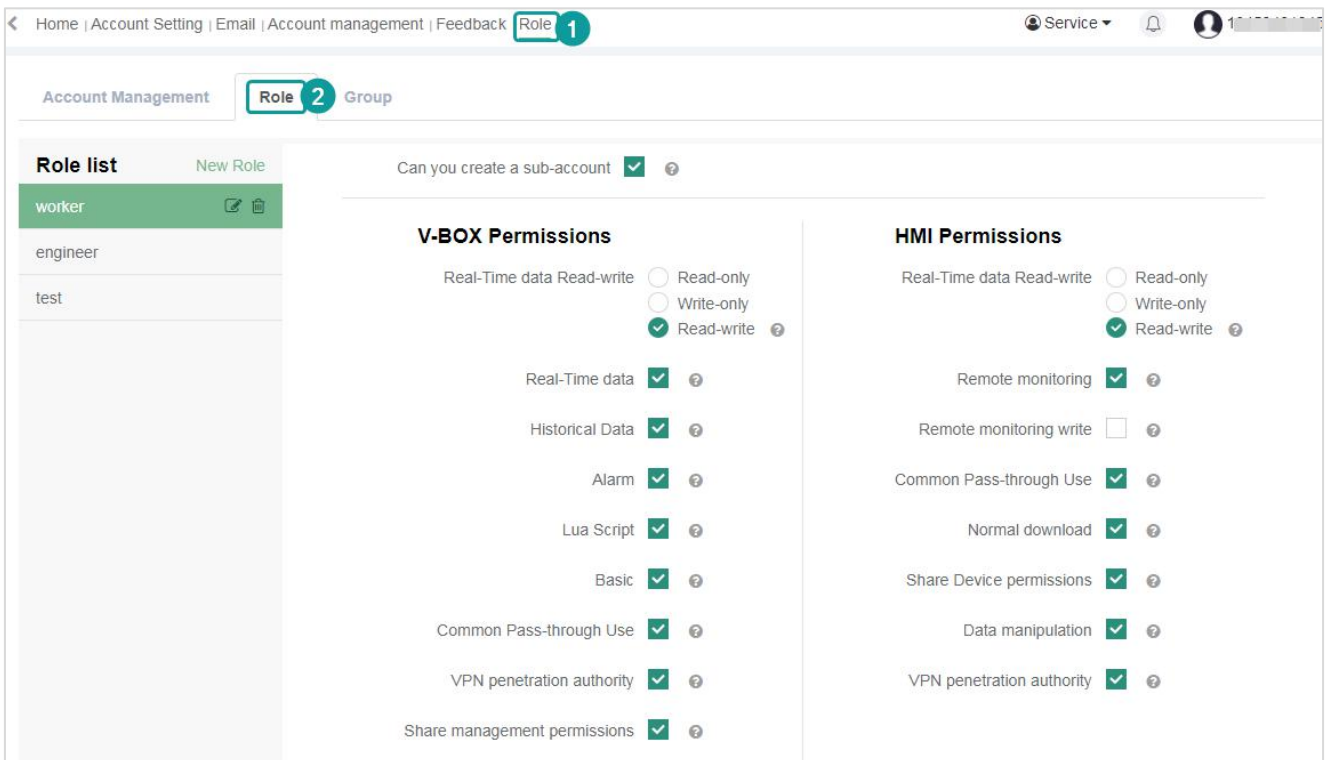 Home | Account Setting | Email | Account management | Feedback Role 1 Service
Account Management Role 2 Group
Role list New Role
worker
engineer
test
Can you create a sub-account
V-BOX Permissions
Real-Time data Read-write Read-only
Write-only
Read-write
Real-Time data
Historical Data
Alarm
Lua Script
Basic
Common Pass-through Use
VPN penetration authority
Share management permissions
HMI Permissions
Real-Time data Read-write Read-only
Write-only
Read-write
Remote monitoring
Remote monitoring write
Common Pass-through Use
Normal download
Share Device permissions
Data manipulation
VPN penetration authority